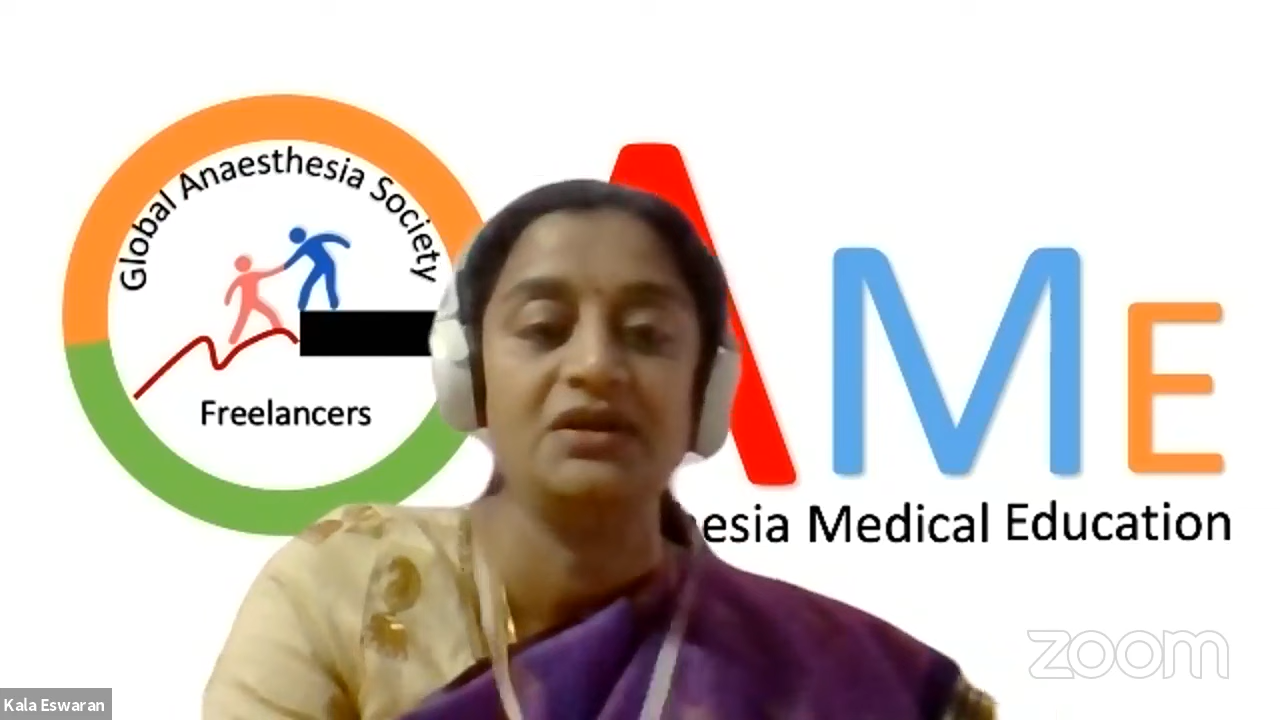 Global Anaesthesia Society
Freelancers
AME
esia Medical Education
zoom
Kala Eswaran